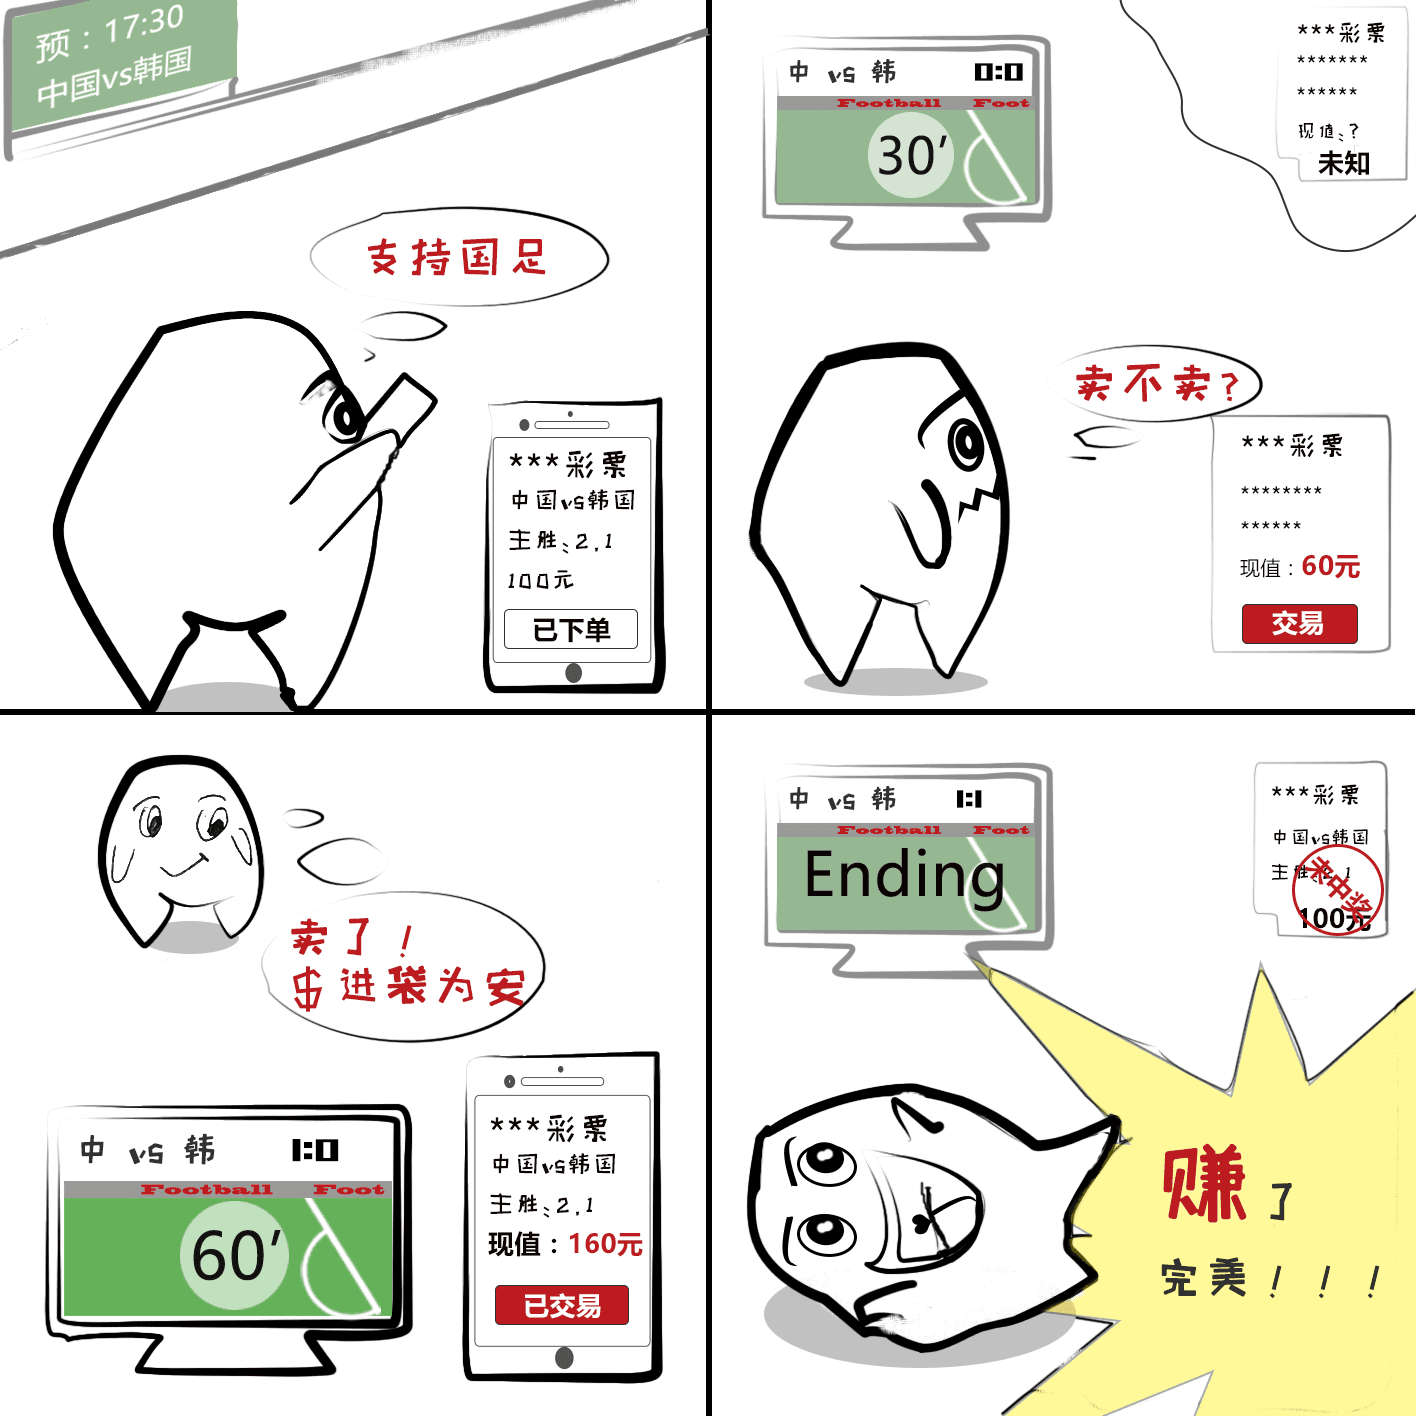 预：17:30
中国vs韩国
支持国足
***彩票
中国vs韩国
主胜：2.1
100元
已下单
中 vs 韩 0:0
Football Foot
30′
***彩票
*******
******
现值：?
未知
卖不卖?
***彩票
********
******
现值：60元
交易
卖了！
$进袋为安
中 vs 韩 1:0
Football Foot
60′
***彩票
中国vs韩国
主胜：2.1
现值：160元
已交易
中 vs 韩 1:1
Football Foot
Ending
***彩票
中国vs韩国
主胜：2.1
未中奖
100元
赚了
完美！！！